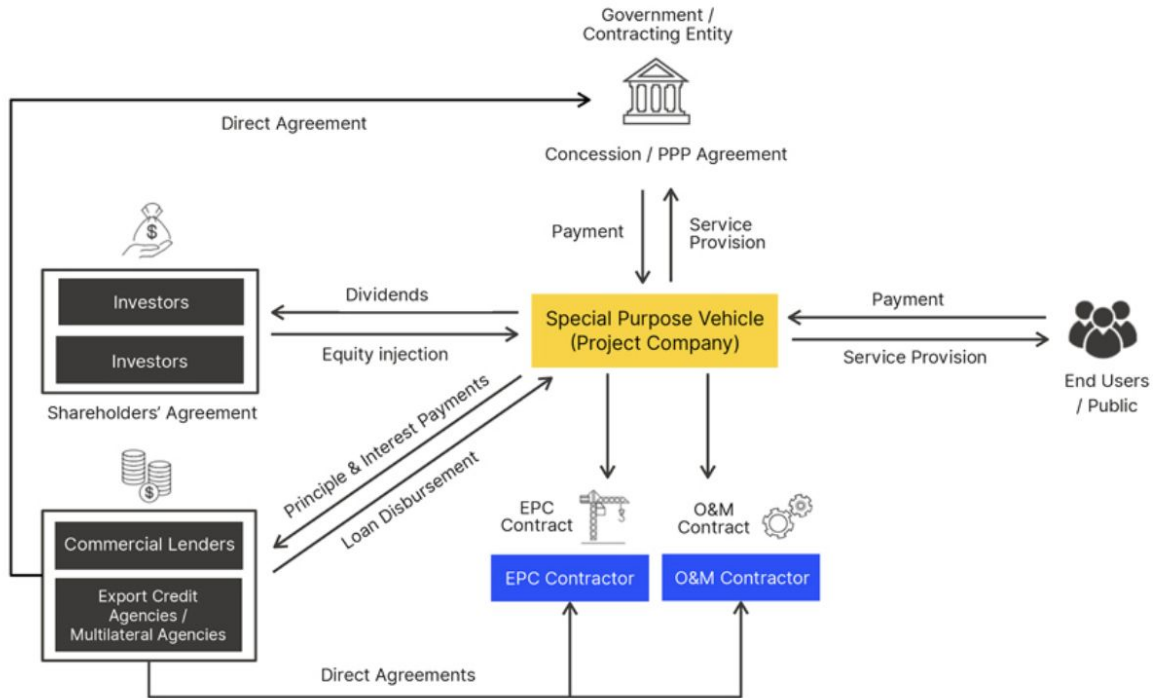 Government /
Contracting Entity
Direct Agreement
Concession / PPP Agreement
Payment
Service
Provision
Investors
Investors
Shareholders' Agreement
Dividends
Equity injection
Special Purpose Vehicle
(Project Company)
Payment
Service Provision
End Users
/ Public
Principle & Interest Payments
Loan Disbursement
$
$
Commercial Lenders
Export Credit
Agencies /
Multilateral Agencies
EPC
Contract
O&M
Contract
EPC Contractor
O&M Contractor
Direct Agreements